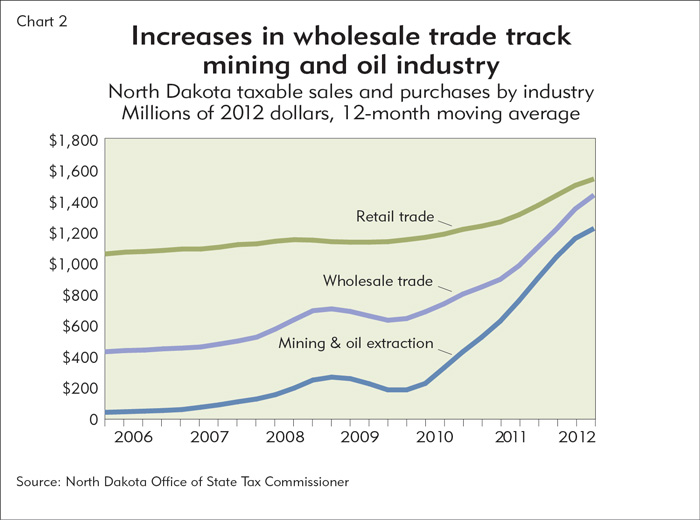 Chart 2
Increases in wholesale trade track
mining and oil industry
North Dakota taxable sales and purchases by industry
Millions of 2012 dollars, 12-month moving average
$1,800
$1,600
$1,400
$1,200
$1,000
$800
$600
$400
$200
0
Retail trade
Wholesale trade
Mining & oil extraction
2006 2007 2008 2009 2010 2011 2012
Source: North Dakota Office of State Tax Commissioner